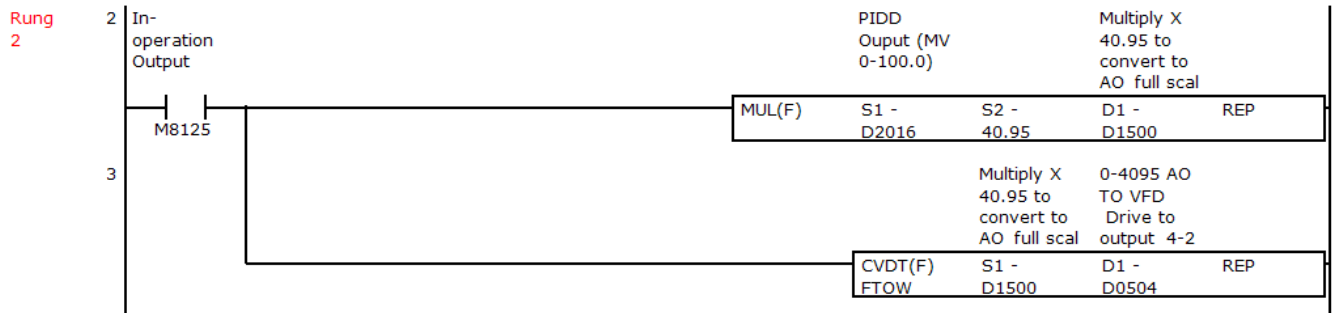 Rung
2
2
In-
operation
Output
PIDD
Ouput (MV
0-100.0)
Multiply X
40.95 to
convert to
AO full scal
M8125
MUL(F) S1 - S2 - D1 - REP
D2016 40.95 D1500
3
Multiply X
40.95 to
convert to
AO full scal
0-4095 AO
TO VFD
Drive to
output 4-2
CVDT(F) S1 - D1 - REP
FTOW D1500 D0504